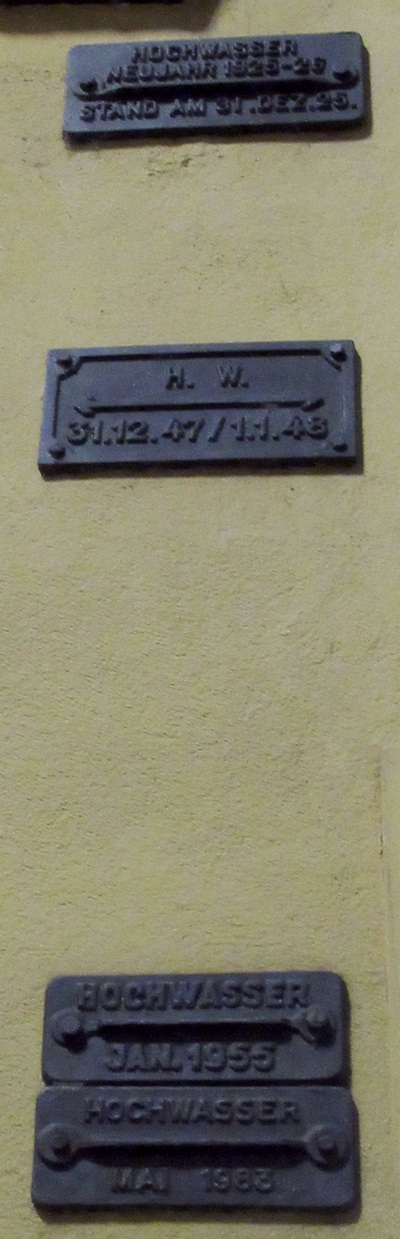 HOCHWASSER
NEUJAHR 1925-26
STAND AM 31.DEZ.25.
H. W.
31.12.47/1.1.48
HOCHWASSER
JAN. 1955
HOCHWASSER
MAI 1983